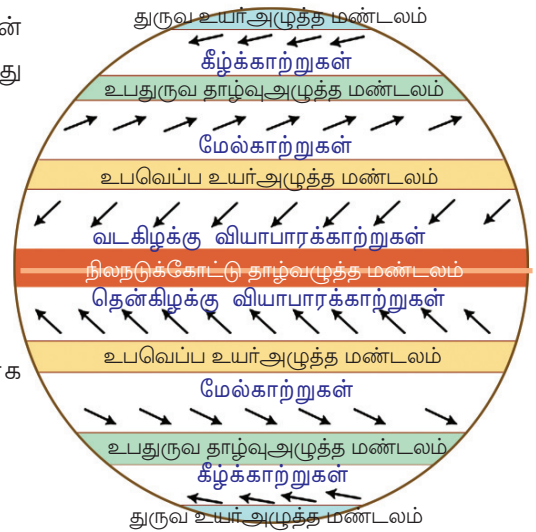 துருவ உயர்அழுத்த மண்டலம்
ன்
கீழ்க்காற்றுகள்
து
உபதுருவ தாழ்வுஅழுத்த மண்டலம்
மேல்காற்றுகள்
உபவெப்ப உயர்அழுத்த மண்டலம்
வடகிழக்கு வியாபாரக்காற்றுகள்
நிலநடுக்கோட்டு தாழ்வழுத்த மண்டலம்
தென்கிழக்கு வியாபாரக்காற்றுகள்
உபவெப்ப உயர்அழுத்த மண்டலம்
க
மேல்காற்றுகள்
உபதுருவ தாழ்வுஅழுத்த மண்டலம்
கீழ்க்காற்றுகள்
துருவ உயர்அழுத்த மண்டலம்